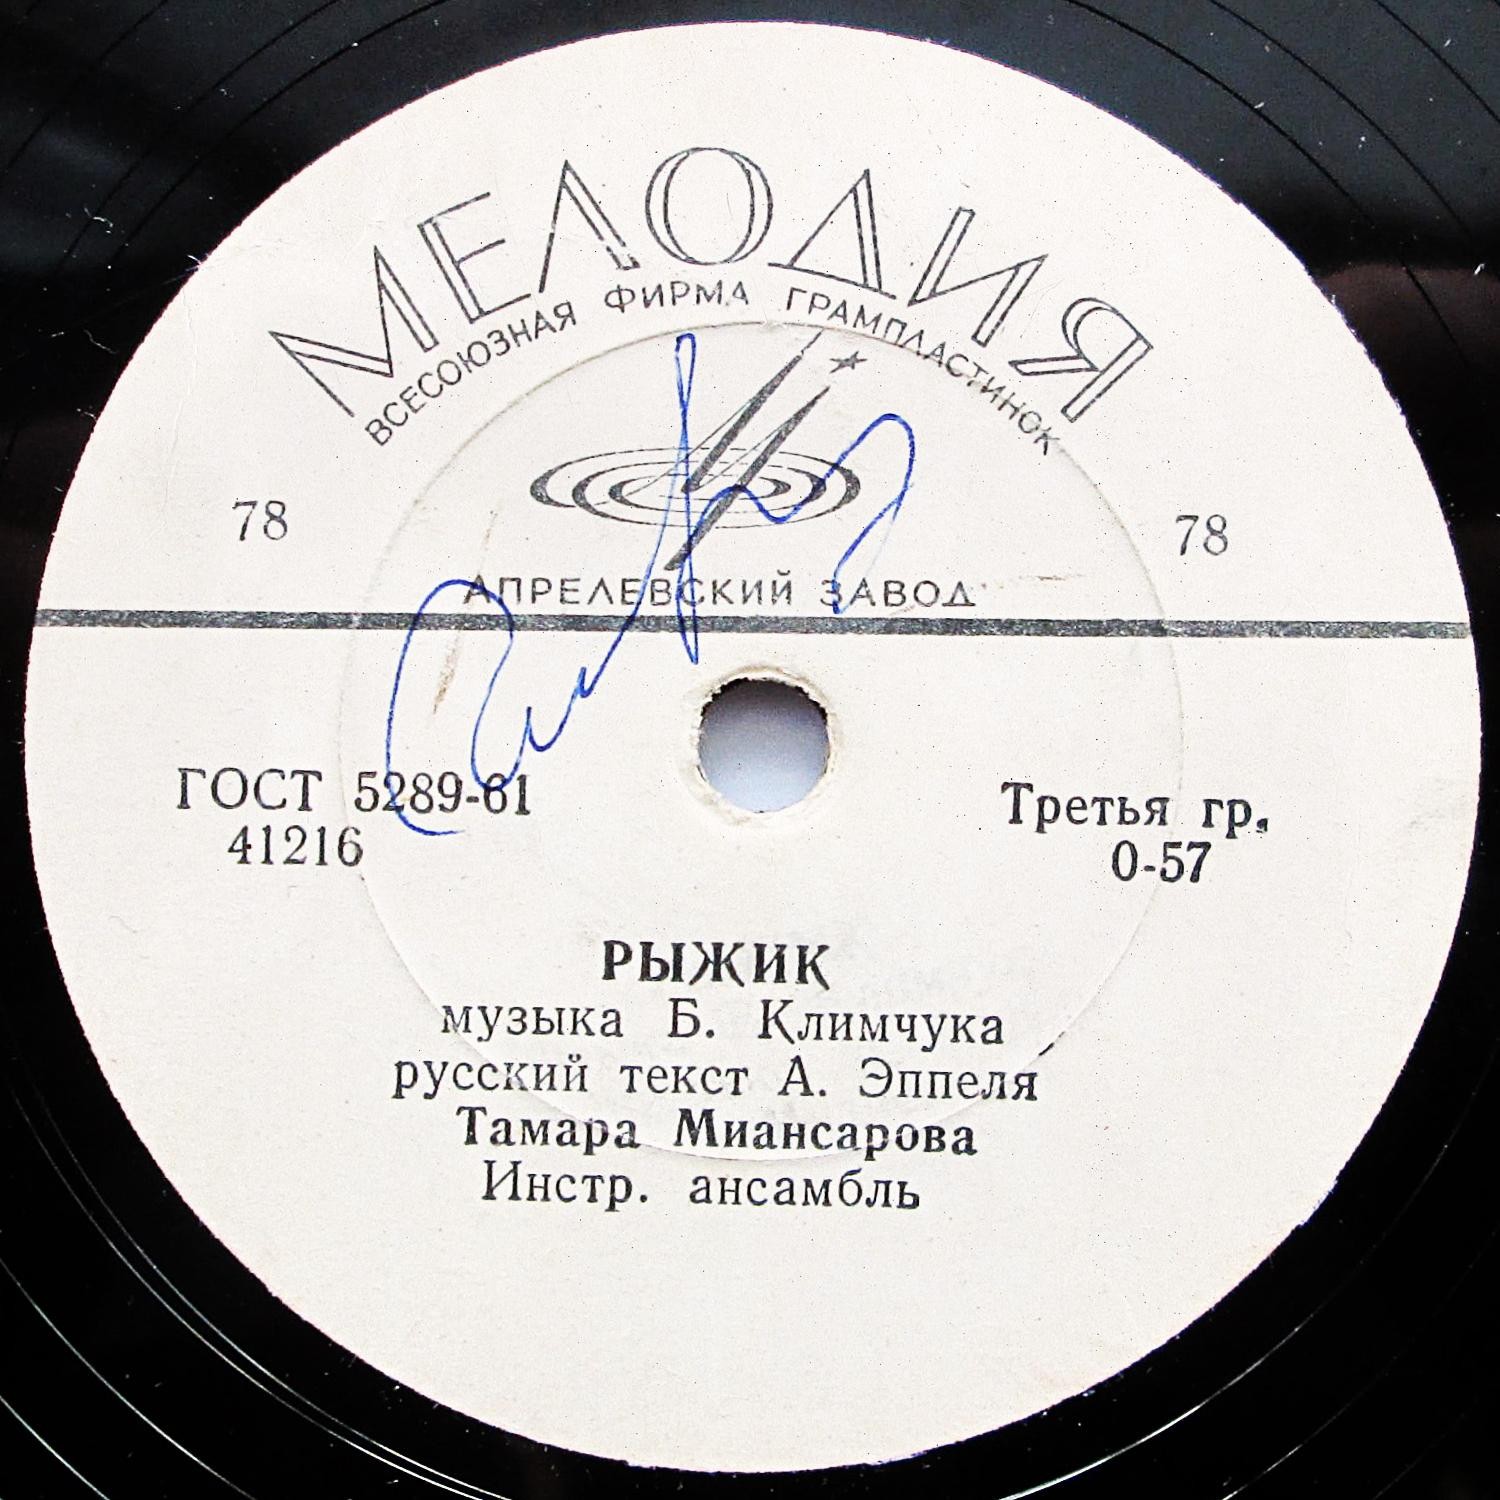 МЕЛОДИЯ
ВСЕСОЮЗНАЯ ФИРМА ГРАМПЛАСТИНОК
78 78
АПРЕЛЕВСКИЙ ЗАВОД
ГОСТ 5289-61 Третья гр.
41216 0-57
РЫЖИК
музыка Б. Климчука
русский текст А. Эппеля
Тамара Миансарова
Инстр. ансамбль